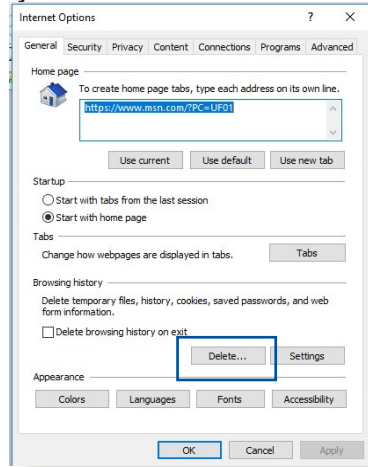 Internet Options ? X
General Security Privacy Content Connections Programs Advanced
Home page
To create home page tabs, type each address on its own line.
https://www.msn.com/?PC=UF01
Use current Use default Use new tab
Startup
Start with tabs from the last session
Start with home page
Tabs
Change how webpages are displayed in tabs. Tabs
Browsing history
Delete temporary files, history, cookies, saved passwords, and web
form information.
Delete browsing history on exit
Delete... Settings
Appearance
Colors Languages Fonts Accessibility
OK Cancel Apply